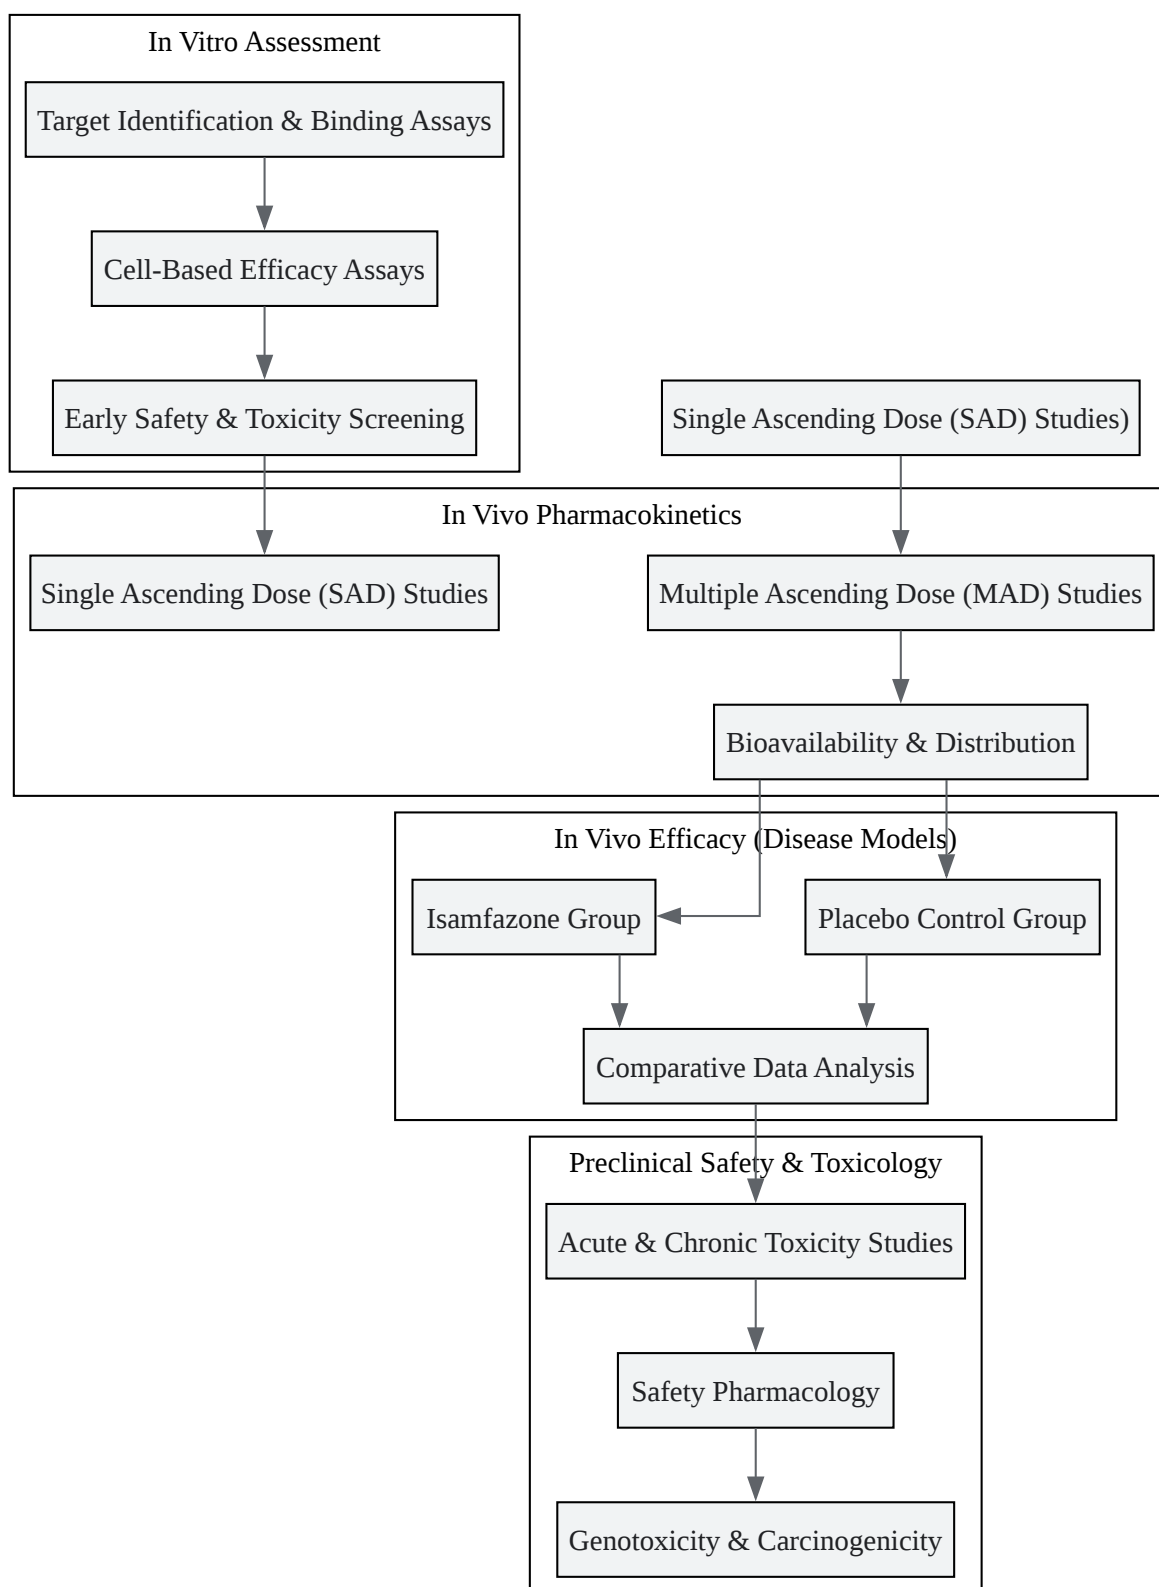 In Vitro Assessment
Target Identification & Binding Assays
Cell-Based Efficacy Assays
Early Safety & Toxicity Screening
Single Ascending Dose (SAD) Studies)
In Vivo Pharmacokinetics
Single Ascending Dose (SAD) Studies
Multiple Ascending Dose (MAD) Studies
Bioavailability & Distribution
In Vivo Efficacy (Disease Models)
Isamfazone Group
Placebo Control Group
Comparative Data Analysis
Preclinical Safety & Toxicology
Acute & Chronic Toxicity Studies
Safety Pharmacology
Genotoxicity & Carcinogenicity